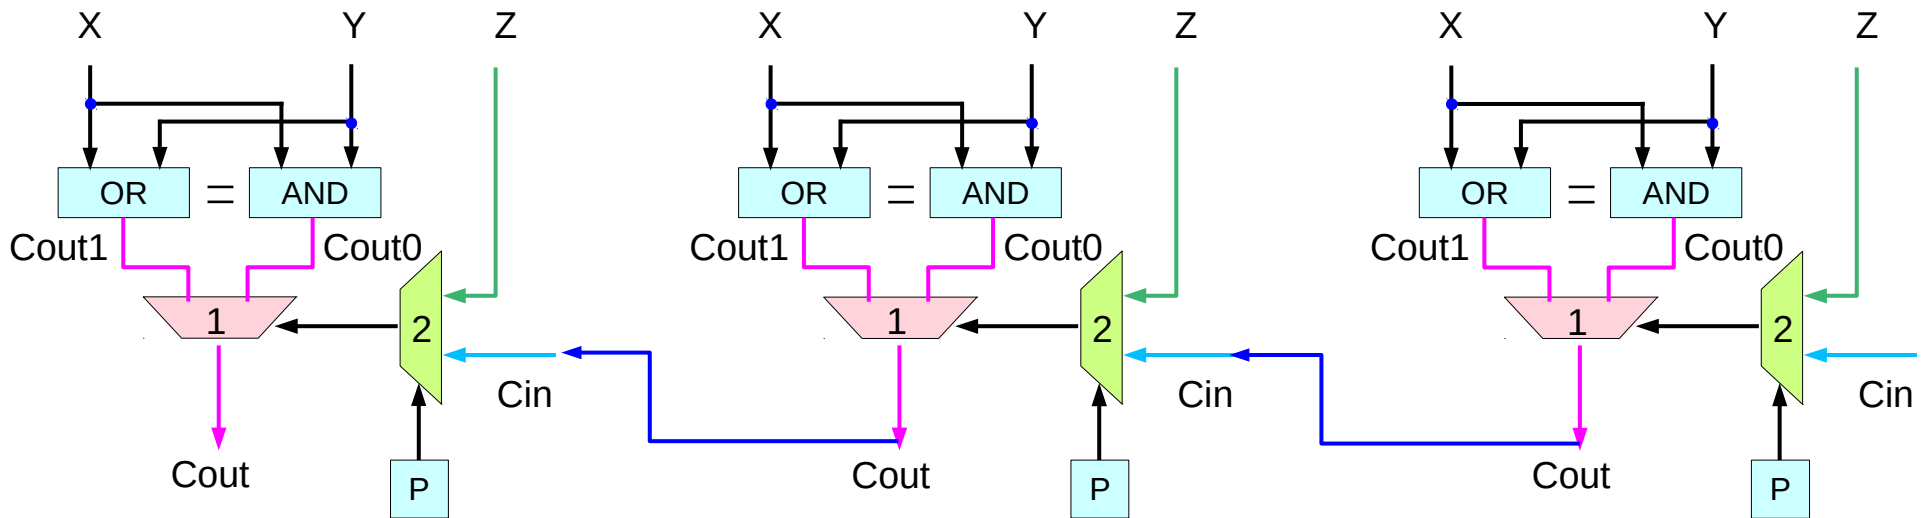 X Y Z X Y Z X Y Z
OR = AND OR = AND OR = AND
Cout1 Cout0 Cout1 Cout0 Cout1 Cout0
1 2 1 2 1 2
Cin Cin Cin
Cout Cout Cout
P P P